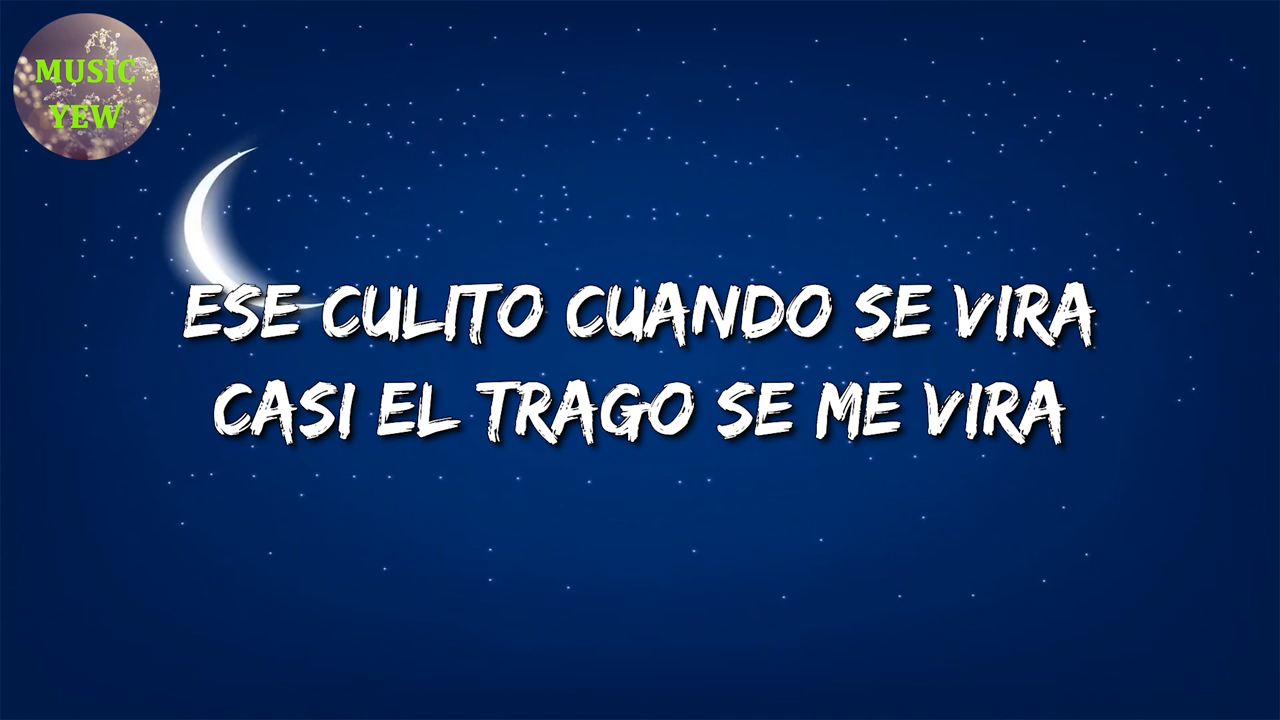 MUSIC
YEW
ESE CULITO CUANDO SE VIRA
CASI EL TRAGO SE ME VIRA